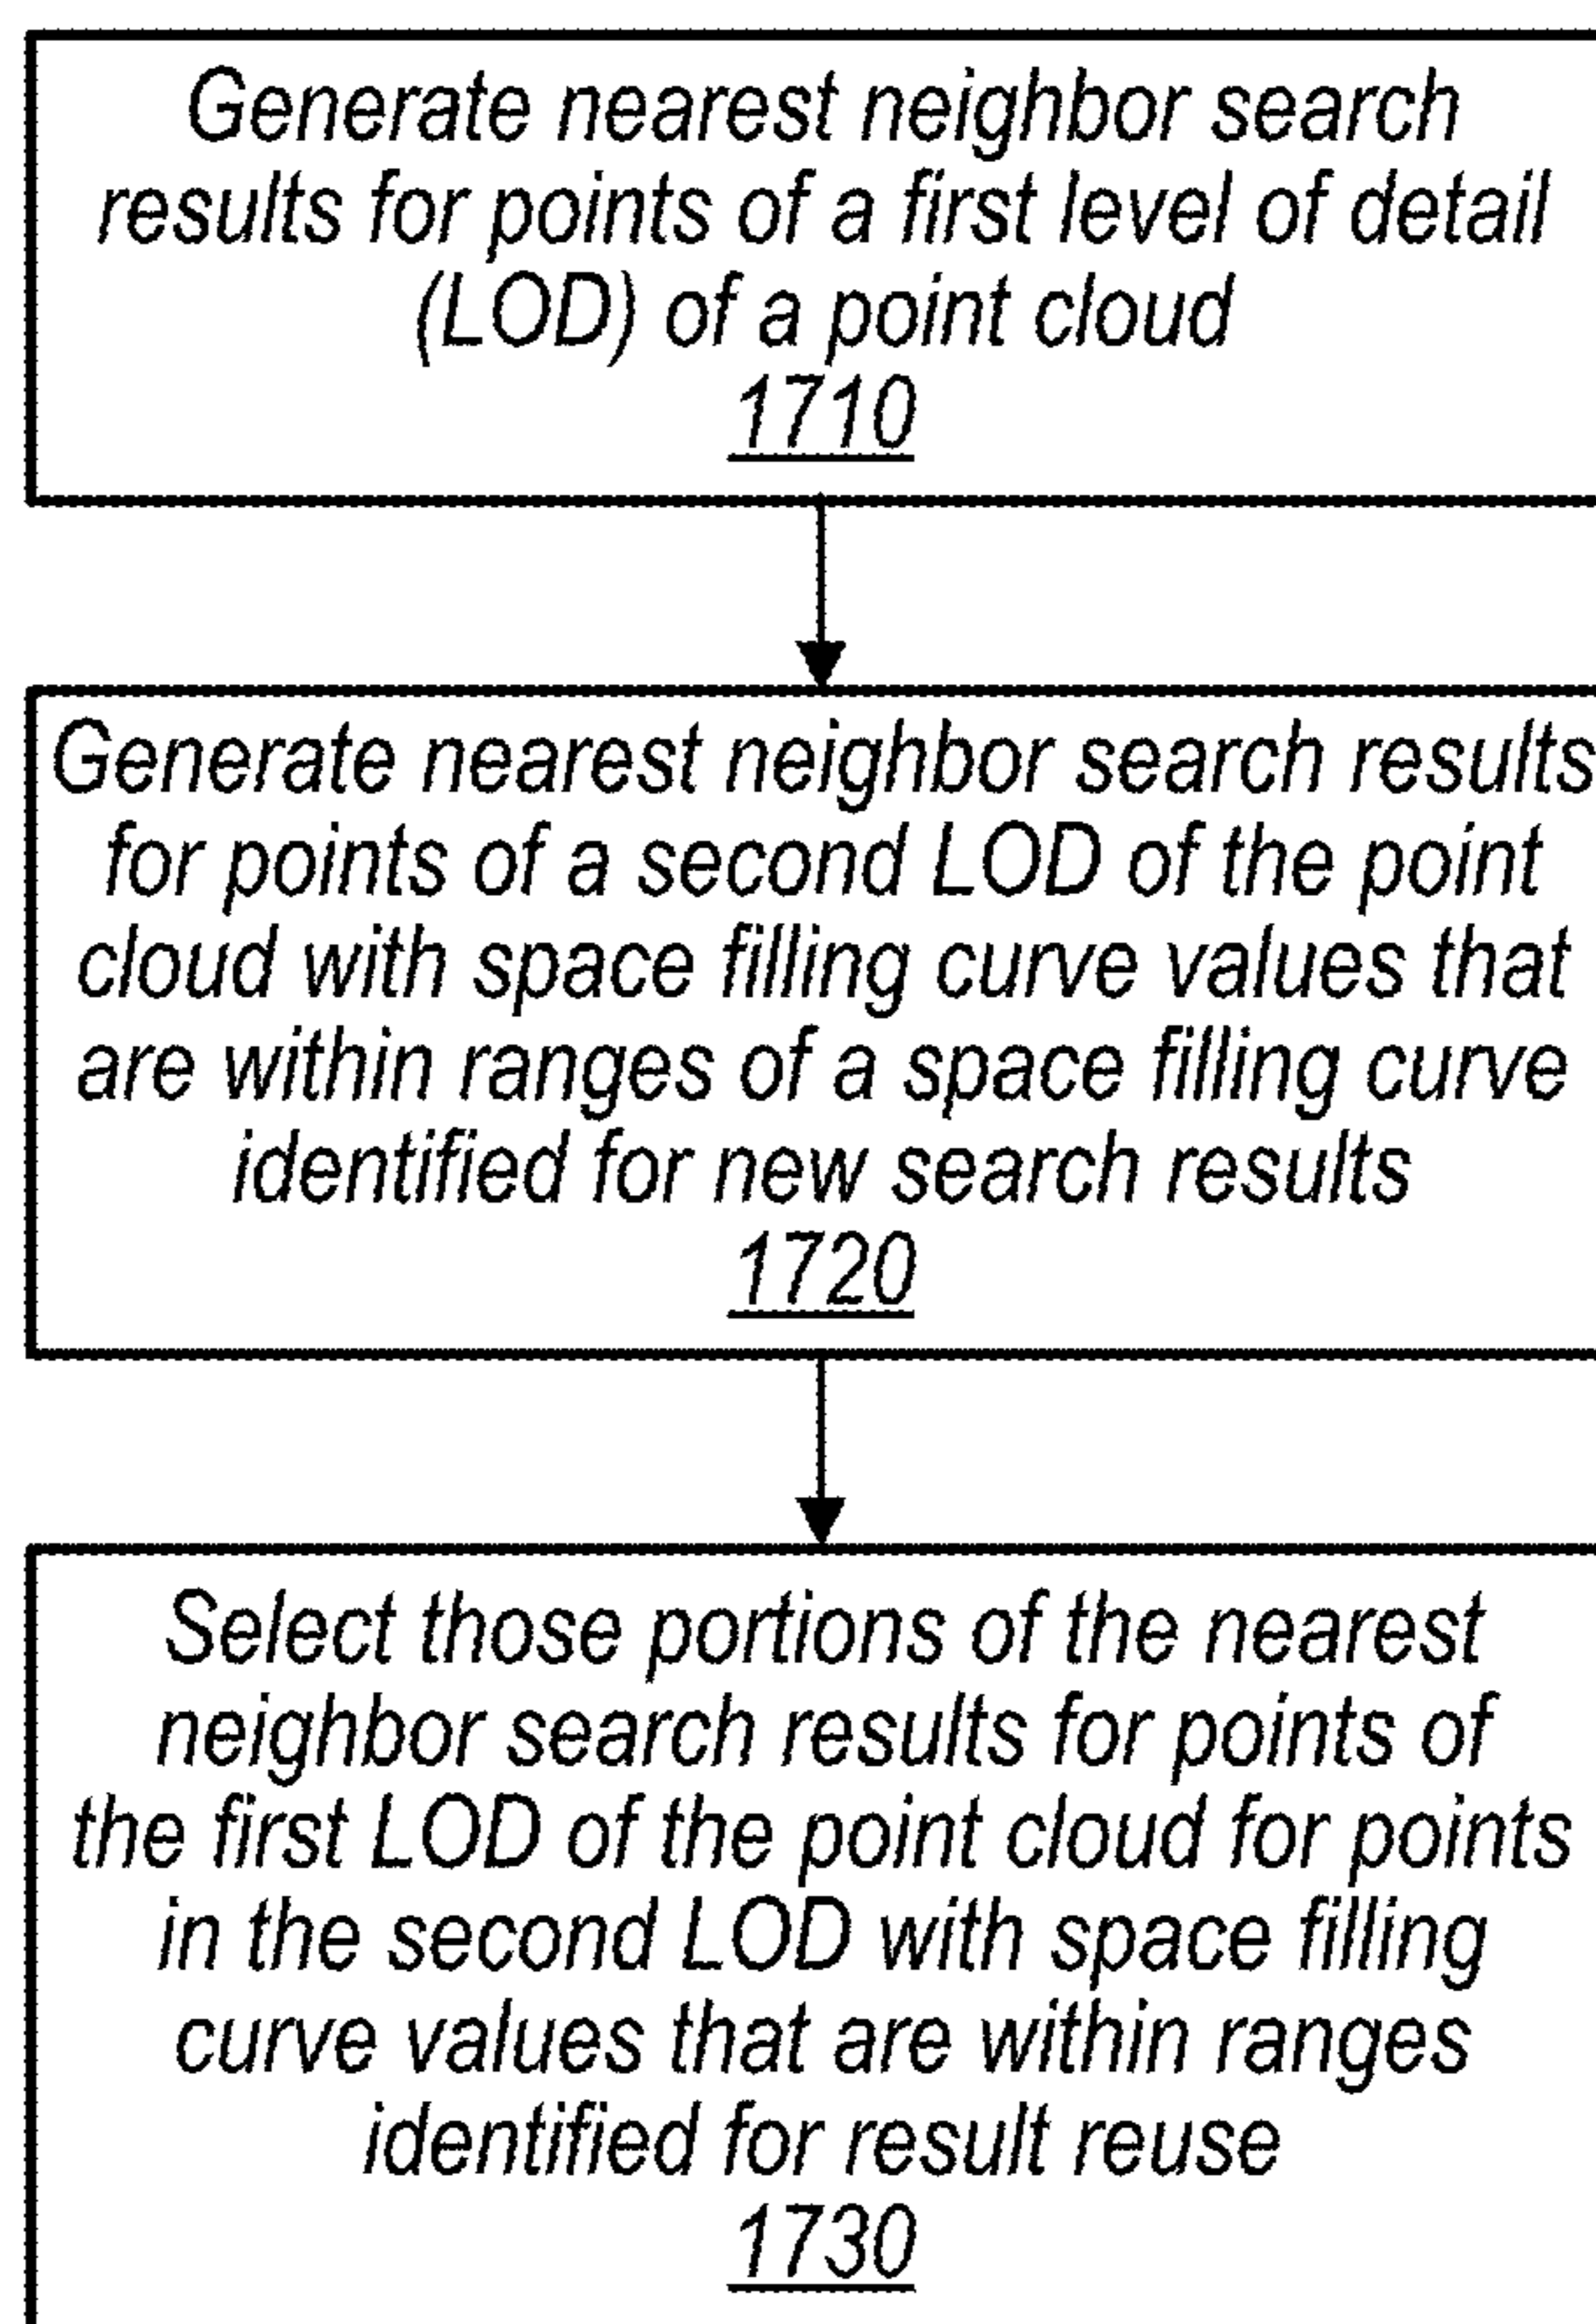 Generate nearest neighbor search
results for points of a first level of detail
(LOD) of a point cloud
1710
Generate nearest neighbor search results
for points of a second LOD of the point
cloud with space filling curve values that
are within ranges of a space filling curve
identified for new search results
1720
Select those portions of the nearest
neighbor search results for points of
the first LOD of the point cloud for points
in the second LOD with space filling
curve values that are within ranges
identified for result reuse
1730